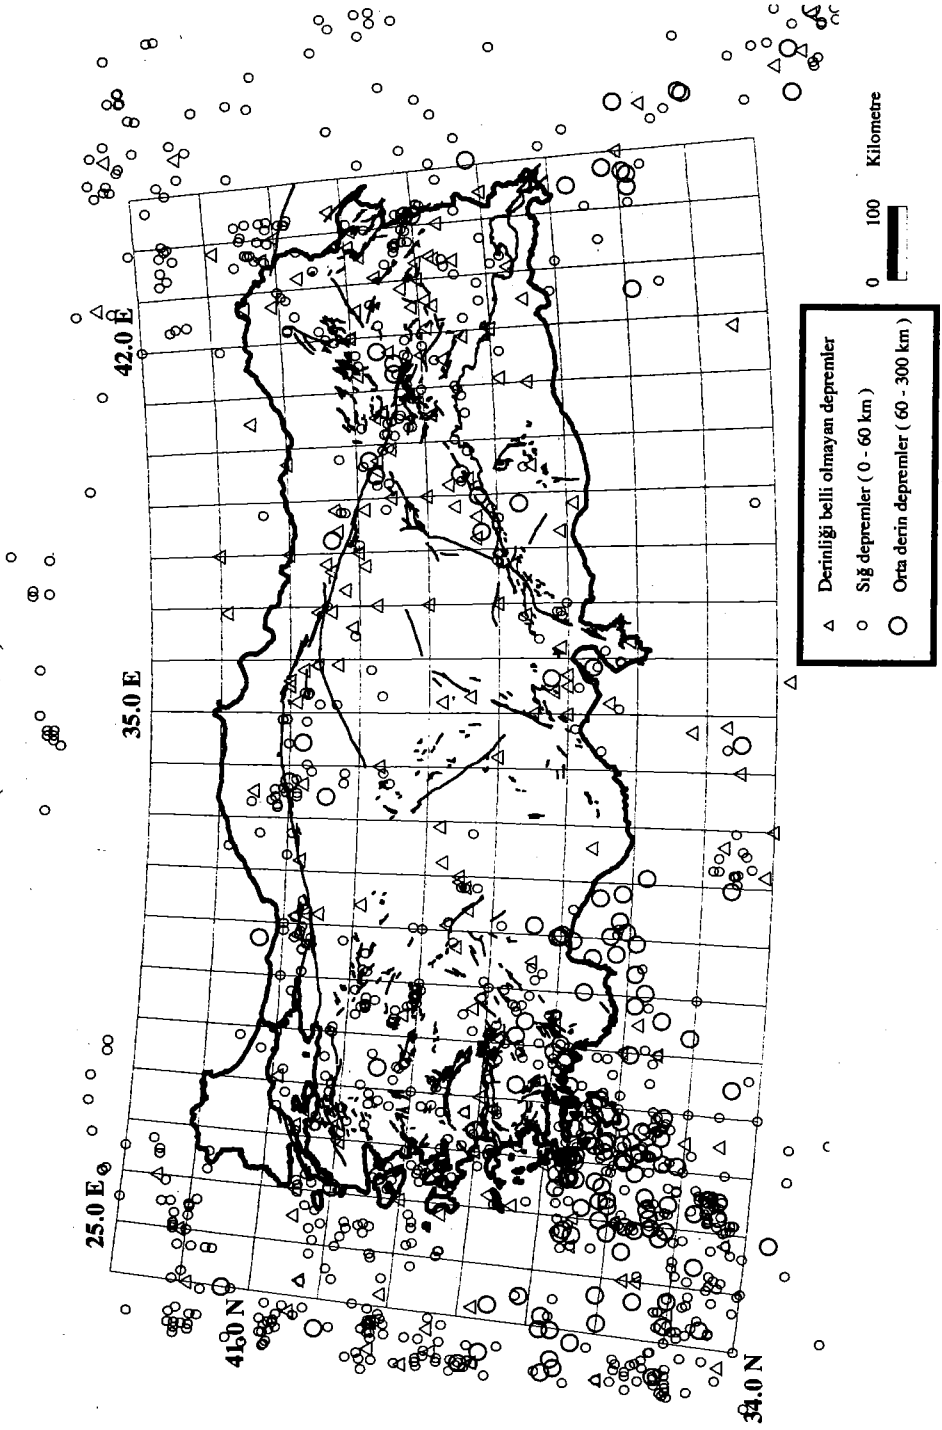 25.0 E
35.0 E
42.0 E
41.0 N
34.0 N
Derinliği belli olmayan depremler
Sığ depremler ( 0 - 60 km )
Orta derin depremler ( 60 - 300 km )
0 100 Kilometre